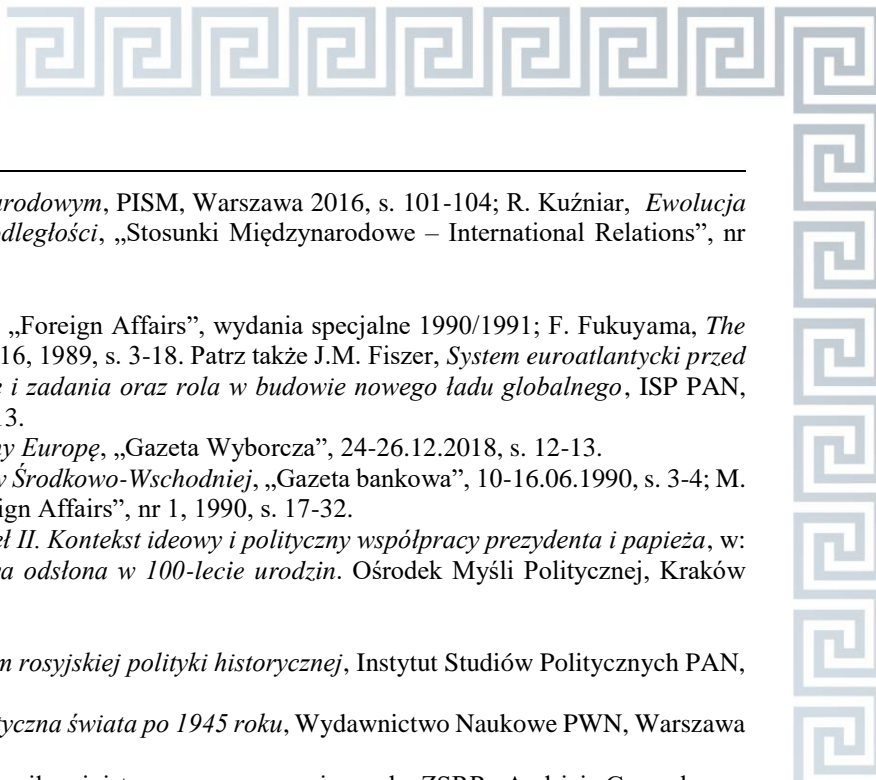 arodowym, PISM, Warszawa 2016, s. 101-104; R. Kuźniar, Ewolucja
odległości, „Stosunki Międzynarodowe – International Relations”, nr
„Foreign Affairs”, wydania specjalne 1990/1991; F. Fukuyama, The
16, 1989, s. 3-18. Patrz także J.M. Fiszer, System euroatlantycki przed
i zadania oraz rola w budowie nowego ładu globalnego, ISP PAN,
13.
ny Europę, „Gazeta Wyborcza”, 24-26.12.2018, s. 12-13.
Środkowo-Wschodniej, „Gazeta bankowa”, 10-16.06.1990, s. 3-4; M.
ign Affairs”, nr 1, 1990, s. 17-32.
eł II. Kontekst ideowy i polityczny współpracy prezydenta i papieża, w:
a odsłona w 100-lecie urodzin. Ośrodek Myśli Politycznej, Kraków
m rosyjskiej polityki historycznej, Instytut Studiów Politycznych PAN,
tyczna świata po 1945 roku, Wydawnictwo Naukowe PWN, Warszawa